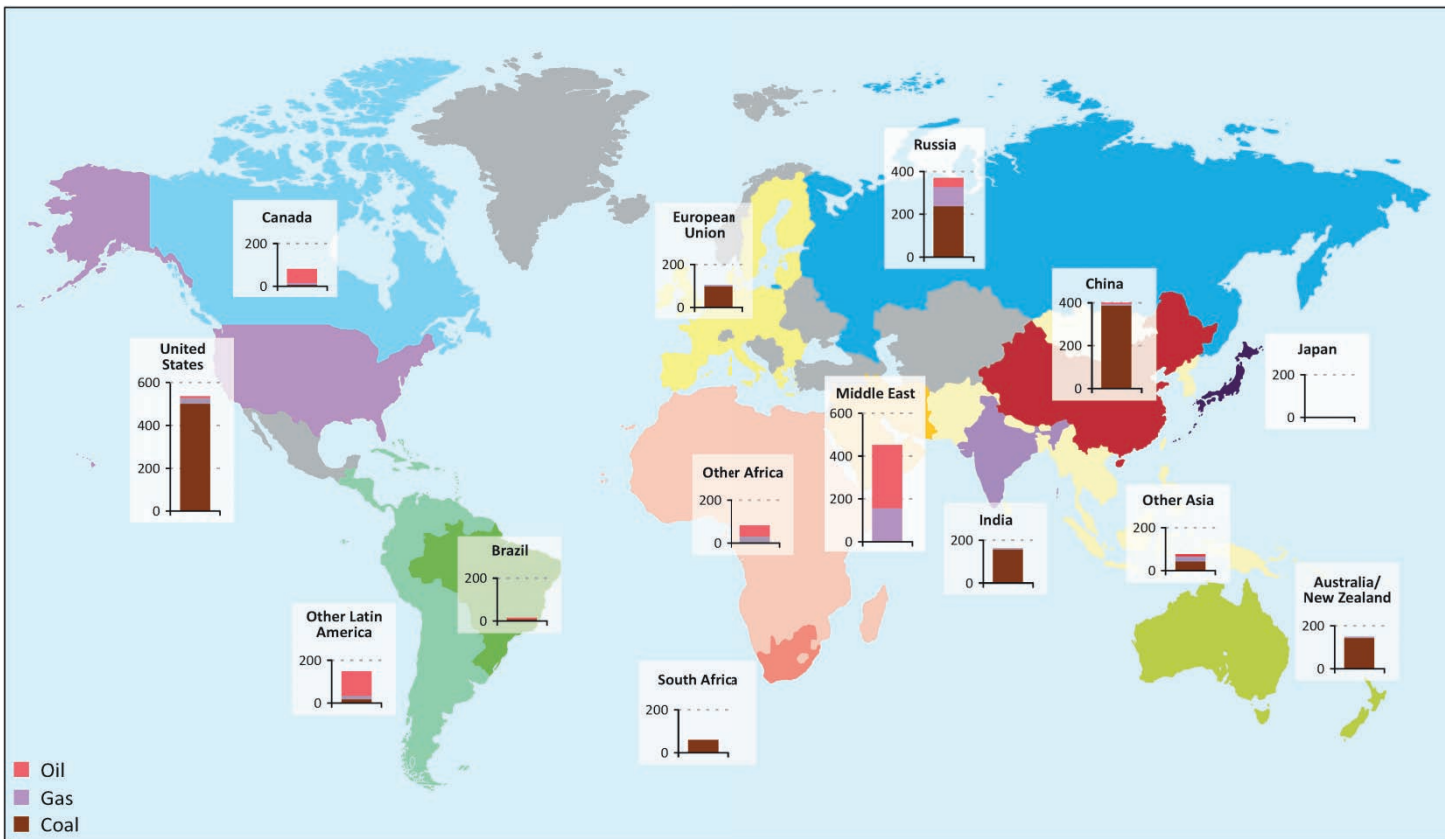 Canada
200
0
United
States
600
400
200
0
European
Union
200
0
Russia
400
200
0
China
400
200
0
Japan
200
0
Middle East
600
400
200
0
Other Africa
200
0
India
200
0
Other Asia
200
0
Australia/
New Zealand
200
0
Brazil
200
0
Other Latin
America
200
0
South Africa
200
0
Oil
Gas
Coal